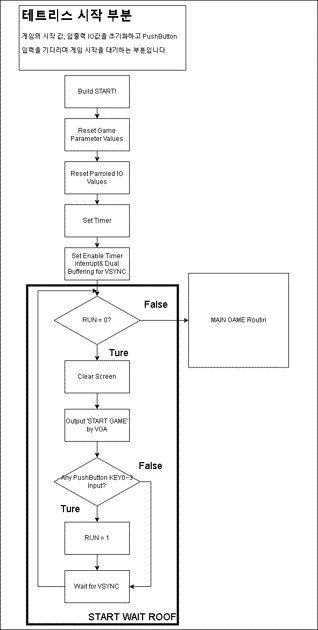 테트리스 시작 부분
게임의 시작 값, 입출력 IO값을 초기화하고 PushButton
입력을 기다리며 게임 시작을 대기하는 부분입니다.
Build START!
Reset Game
Parameter Values
Reset Parroled IO
Values
Set Timer
Set Enable Timer
interrupt& Dual
Buffering for VSYNC
RUN = 0?
False
MAIN GAME Routin
Ture
Clear Screen
Output 'START GAME'
by VGA
Any PushButton KEY0~3
Input?
False
Ture
RUN = 1
Wait for VSYNC
START WAIT ROOF